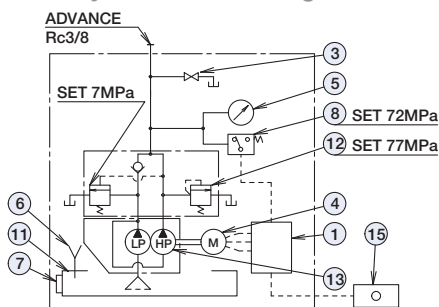 ADVANCE
Rc3/8
3
5
SET 7MPa
8 SET 72MPa
12 SET 77MPa
6
4
11
LP HP M
1
15
7
13